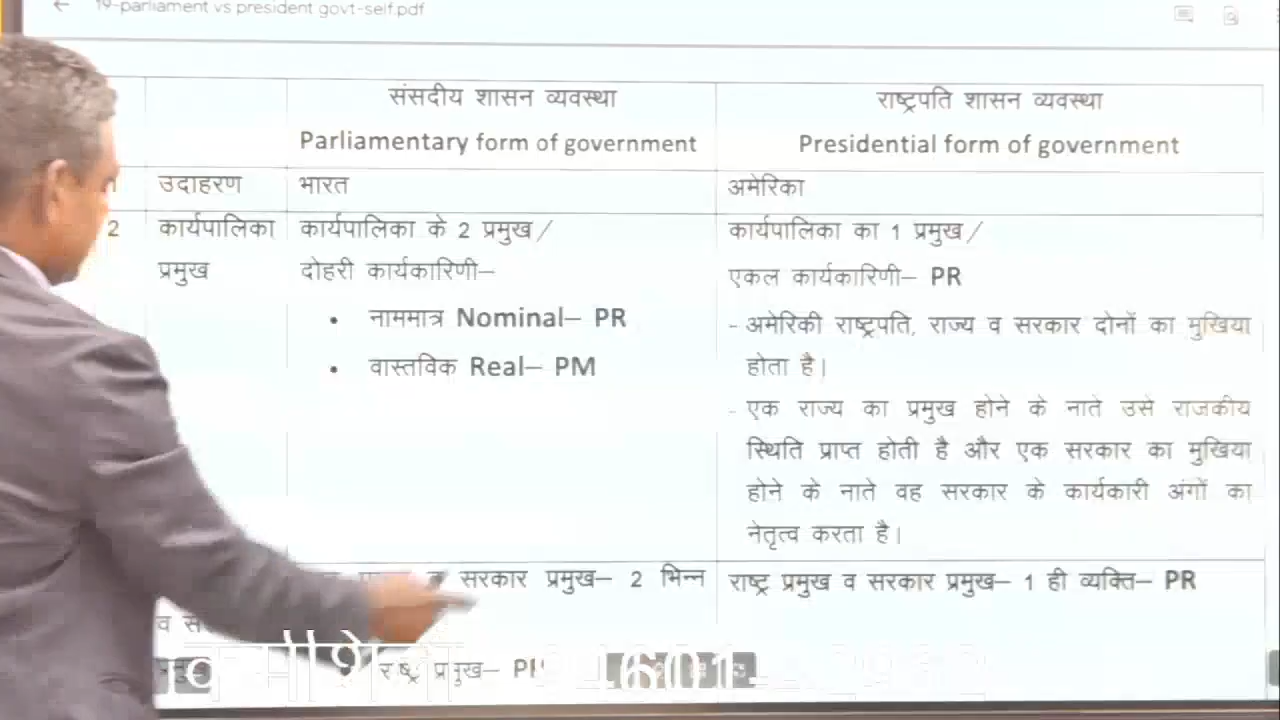 19-parliament vs president govt-self.pdf
संसदीय शासन व्यवस्था
Parliamentary form of government
राष्ट्रपति शासन व्यवस्था
Presidential form of government
उदाहरण
भारत
अमेरिका
2
कार्यपालिका
प्रमुख
कार्यपालिका के 2 प्रमुख/
दोहरी कार्यकारिणी–
• नाममात्र Nominal– PR
• वास्तविक Real– PM
कार्यपालिका का 1 प्रमुख/
एकल कार्यकारिणी– PR
- अमेरिकी राष्ट्रपति, राज्य व सरकार दोनों का मुखिया
होता है।
- एक राज्य का प्रमुख होने के नाते उसे राजकीय
स्थिति प्राप्त होती है और एक सरकार का मुखिया
होने के नाते वह सरकार के कार्यकारी अंगों का
नेतृत्व करता है।
व सरकार प्रमुख– 2 भिन्न
राष्ट्र प्रमुख व सरकार प्रमुख– 1 ही व्यक्ति– PR
व
प्रमुख
राष्ट्र प्रमुख– PR